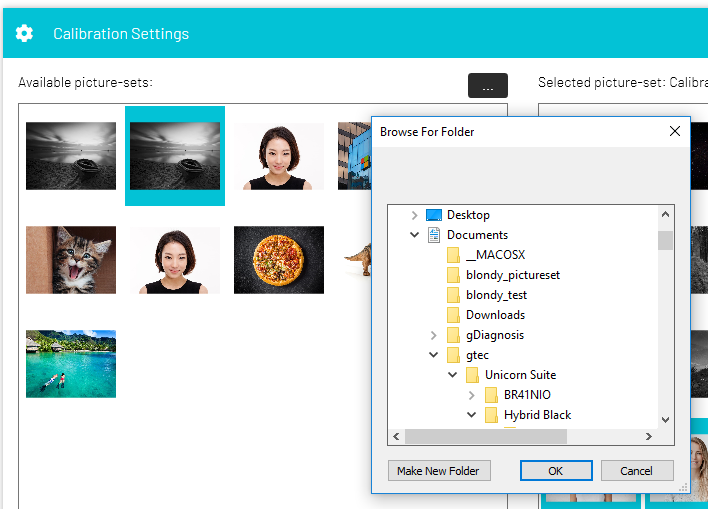 Calibration Settings
Available picture-sets:
...
Selected picture-set: Calibra
Browse For Folder
Desktop
Documents
__MACOSX
blondy_pictureset
blondy_test
Downloads
gDiagnosis
gtec
Unicorn Suite
BR41NIO
Hybrid Black
Make New Folder
OK
Cancel